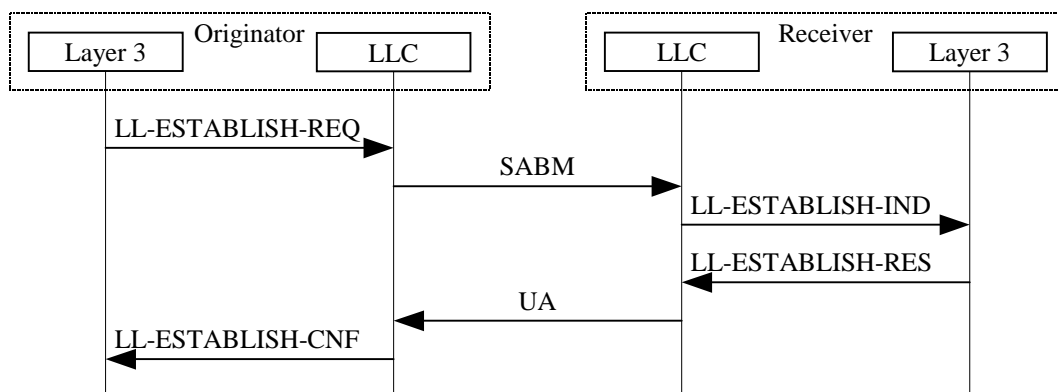 Originator
Receiver
Layer 3
LLC
LLC
Layer 3
LL-ESTABLISH-REQ
SABM
LL-ESTABLISH-IND
LL-ESTABLISH-RES
UA
LL-ESTABLISH-CNF